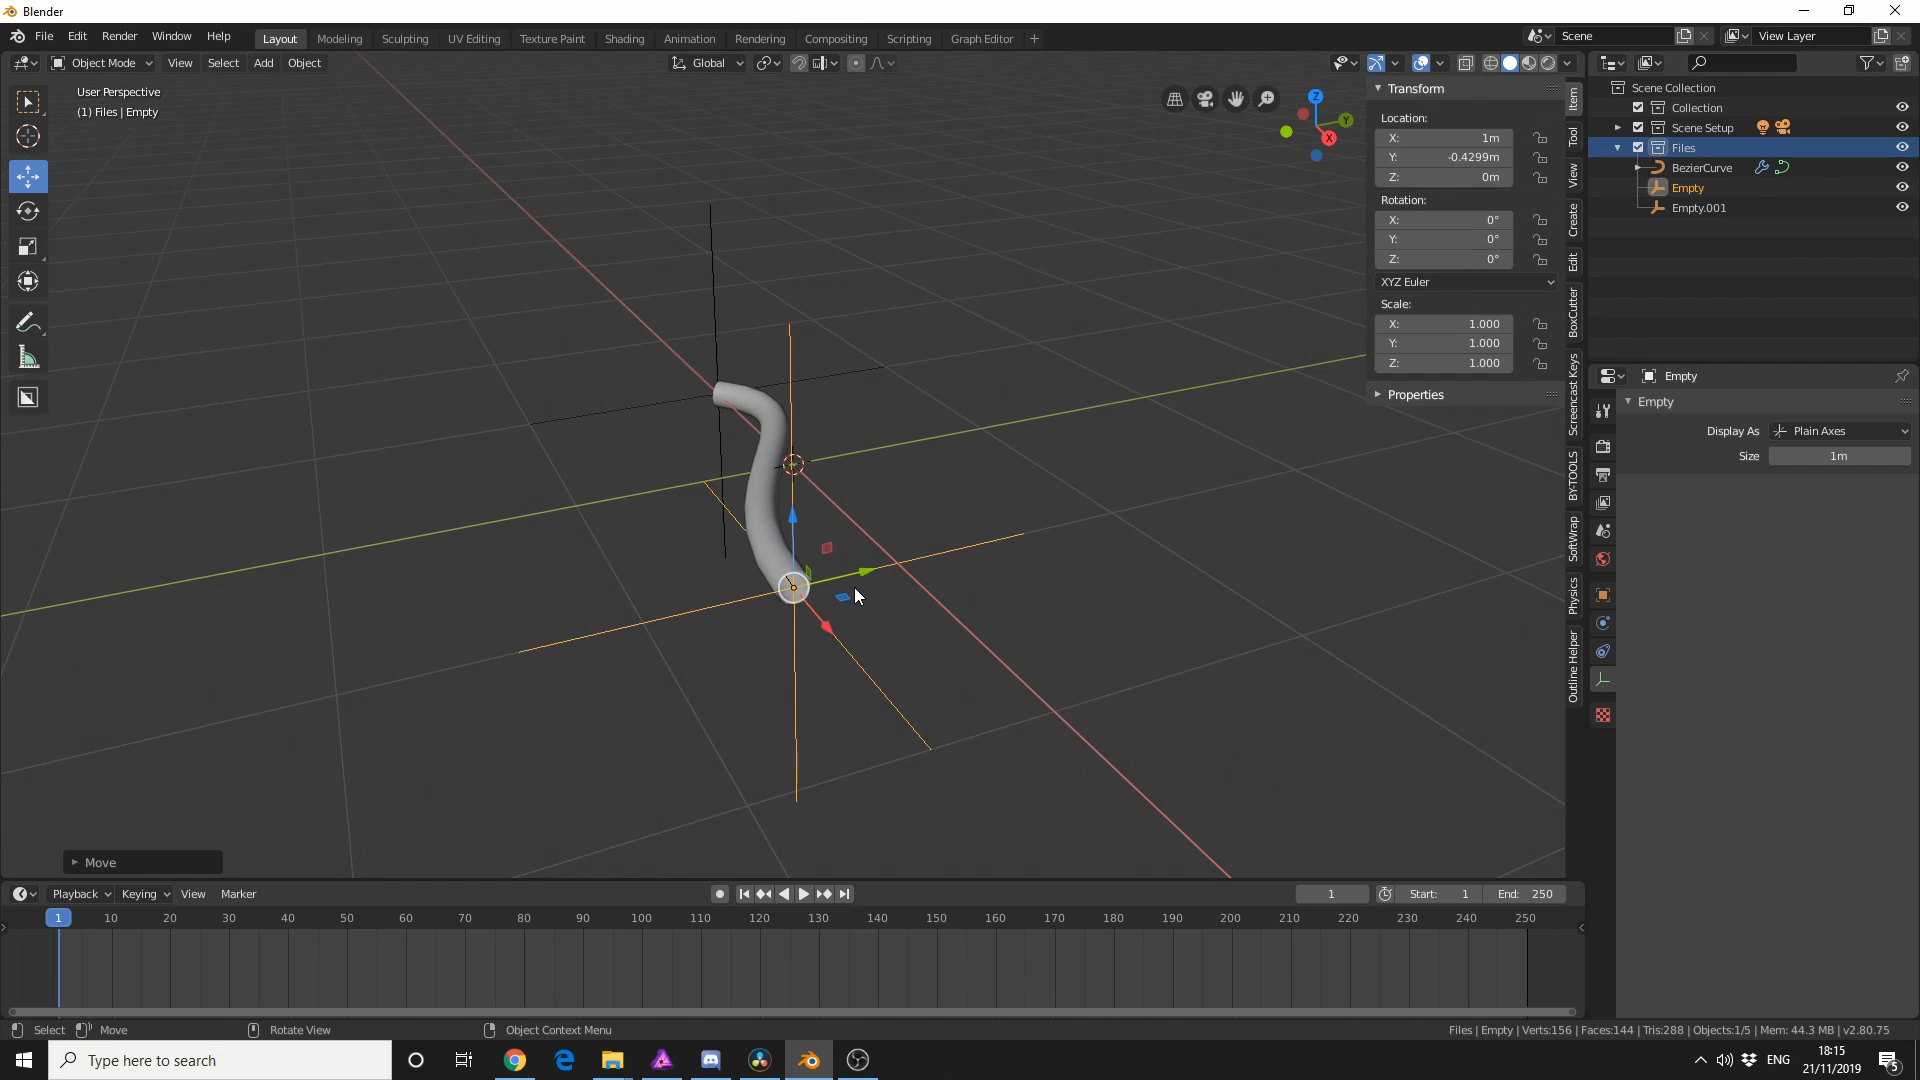 Blender
File Edit Render Window Help
Layout Modeling Sculpting UV Editing Texture Paint Shading Animation Rendering Compositing Scripting Graph Editor +
Scene
View Layer
Object Mode View Select Add Object
Global
User Perspective
(1) Files | Empty
X
Y
Z
Transform
Location:
X: 1m
Y: -0.4299m
Z: 0m
Rotation:
X: 0°
Y: 0°
Z: 0°
XYZ Euler
Scale:
X: 1.000
Y: 1.000
Z: 1.000
Properties
Item
Tool
View
Create
Edit
BoxCutter
Screencast Keys
BY-TOOLS
SoftWrap
Physics
Outline Helper
Scene Collection
Collection
Scene Setup
Files
BezierCurve
Empty
Empty.001
Empty
Empty
Display As Plain Axes
Size 1m
Move
Playback Keying View Marker
1 Start: 1 End: 250
1 10 20 30 40 50 60 70 80 90 100 110 120 130 140 150 160 170 180 190 200 210 220 230 240 250
Select Move Rotate View Object Context Menu
Files | Empty | Verts:156 | Faces:144 | Tris:288 | Objects:1/5 | Mem: 44.3 MB | v2.80.75
Type here to search
ENG
18:15
21/11/2019
5